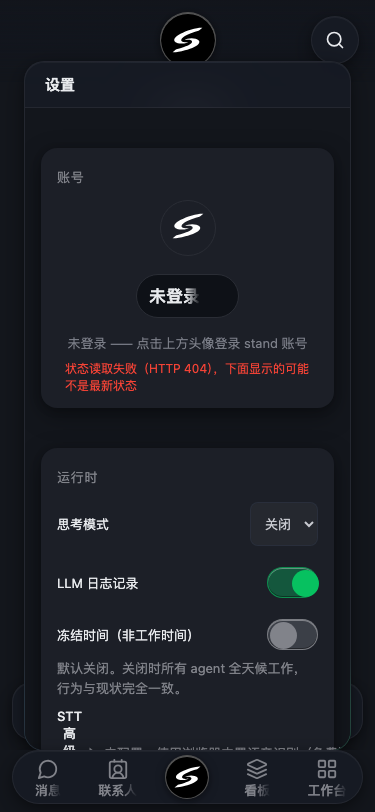 设置
账号
未登录
未登录 —— 点击上方头像登录 stand 账号
状态读取失败（HTTP 404），下面显示的可能
不是最新状态
运行时
思考模式
关闭
LLM 日志记录
冻结时间（非工作时间）
默认关闭。关闭时所有 agent 全天候工作，
行为与现状完全一致。
STT
高
级
消息
联系人
看板
工作台